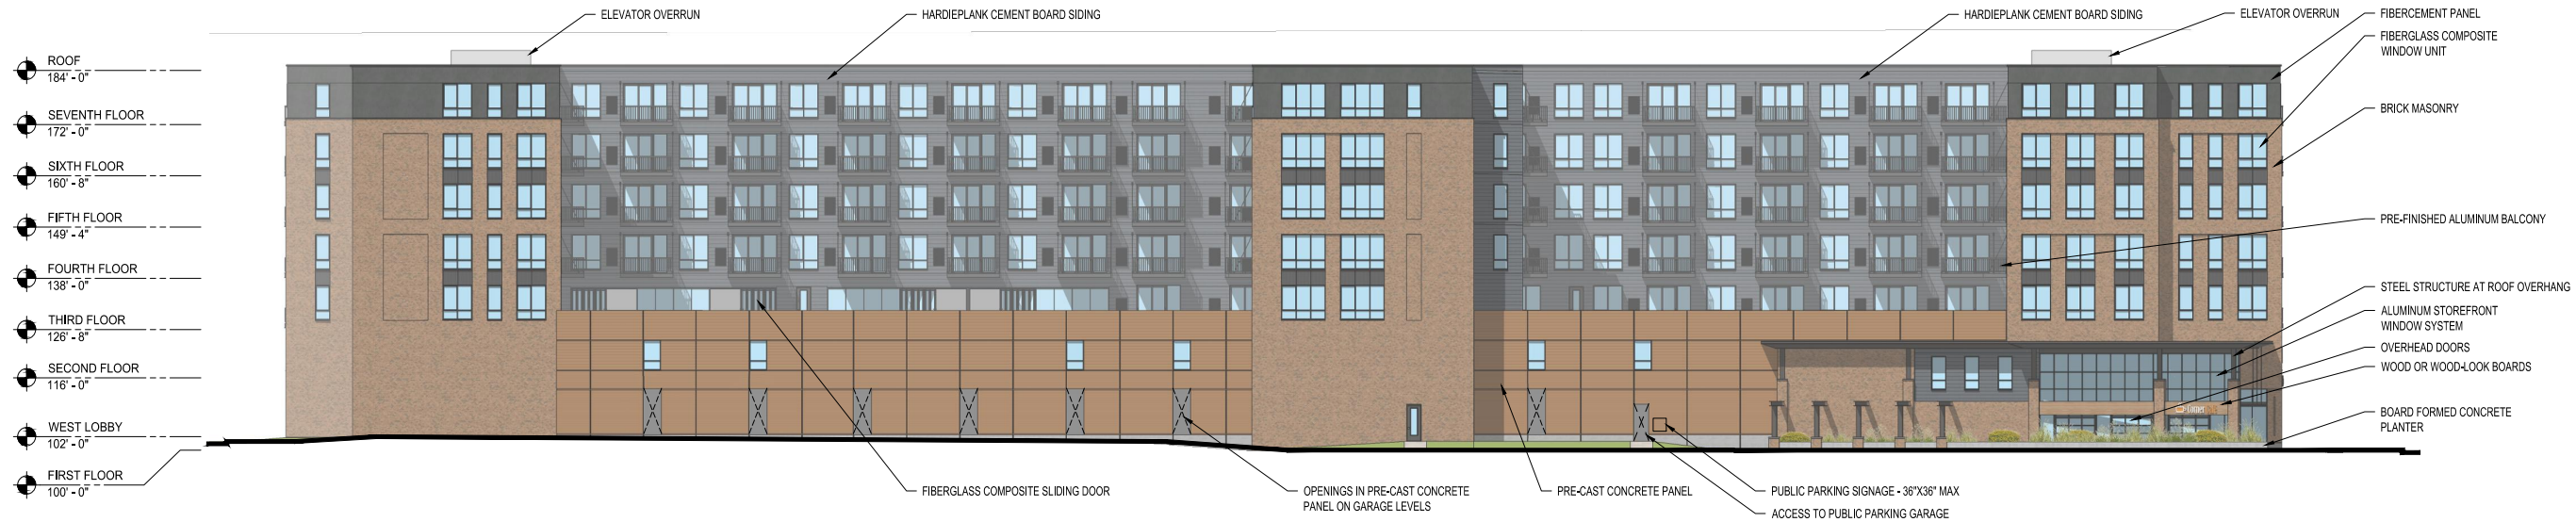 ELEVATOR OVERRUN
HARDIEPLANK CEMENT BOARD SIDING
HARDIEPLANK CEMENT BOARD SIDING
ELEVATOR OVERRUN
FIBERCEMENT PANEL
FIBERGLASS COMPOSITE
WINDOW UNIT
BRICK MASONRY
PRE-FINISHED ALUMINUM BALCONY
STEEL STRUCTURE AT ROOF OVERHANG
ALUMINUM STOREFRONT
WINDOW SYSTEM
OVERHEAD DOORS
WOOD OR WOOD-LOOK BOARDS
BOARD FORMED CONCRETE
PLANTER
ROOF
184' - 0"
SEVENTH FLOOR
172' - 0"
SIXTH FLOOR
160' - 8"
FIFTH FLOOR
149' - 4"
FOURTH FLOOR
138' - 0"
THIRD FLOOR
126' - 8"
SECOND FLOOR
116' - 0"
WEST LOBBY
102' - 0"
FIRST FLOOR
100' - 0"
FIBERGLASS COMPOSITE SLIDING DOOR
OPENINGS IN PRE-CAST CONCRETE
PANEL ON GARAGE LEVELS
PRE-CAST CONCRETE PANEL
PUBLIC PARKING SIGNAGE - 36"X36" MAX
ACCESS TO PUBLIC PARKING GARAGE